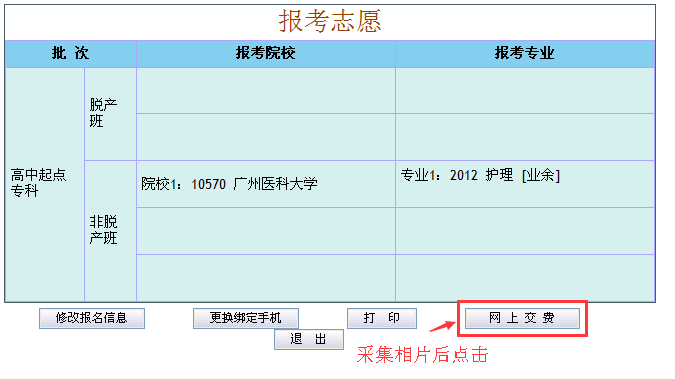 报考志愿
批 次 报考院校 报考专业
高中起点
专科
脱产
班
非脱
产班
院校1：10570 广州医科大学 专业1：2012 护理 [业余]
修改报名信息 更换绑定手机 打 印 网 上 交 费
退 出
采集相片后点击